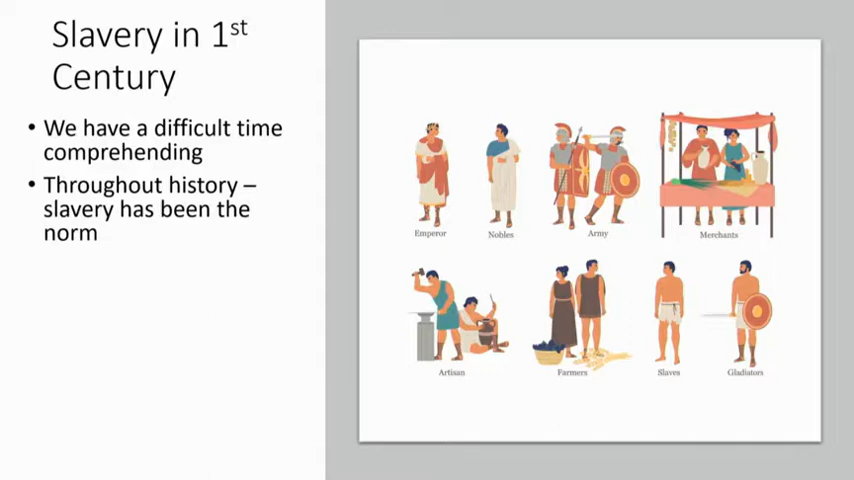 Slavery in 1st
Century
• We have a difficult time
comprehending
• Throughout history –
slavery has been the
norm
Emperor
Nobles
Army
Merchants
Artisan
Farmers
Slaves
Gladiators